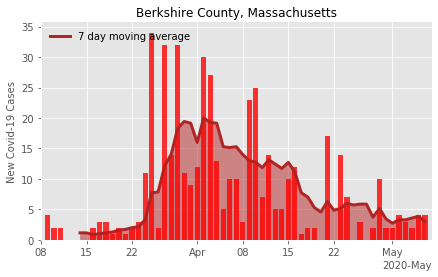 Berkshire County, Massachusetts
7 day moving average
New Covid-19 Cases
35
30
25
20
15
10
5
0
08 15 22 Apr 08 15 22 May
2020-May